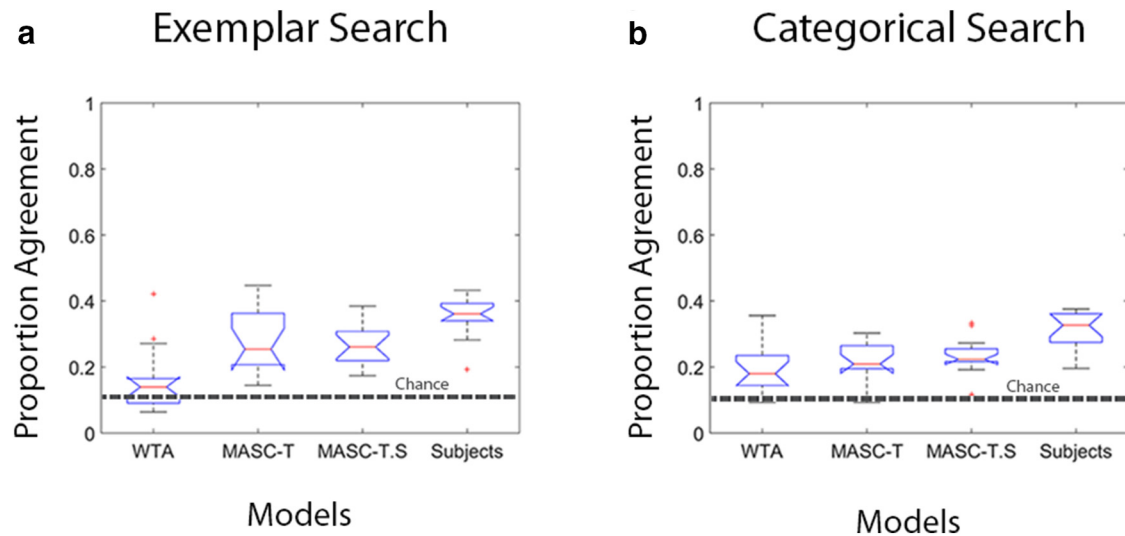 a Exemplar Search
Proportion Agreement
1
0.8
0.6
0.4
0.2
0
Chance
WTA MASC-T MASC-T.S Subjects
Models
b Categorical Search
Proportion Agreement
1
0.8
0.6
0.4
0.2
0
Chance
WTA MASC-T MASC-T.S Subjects
Models